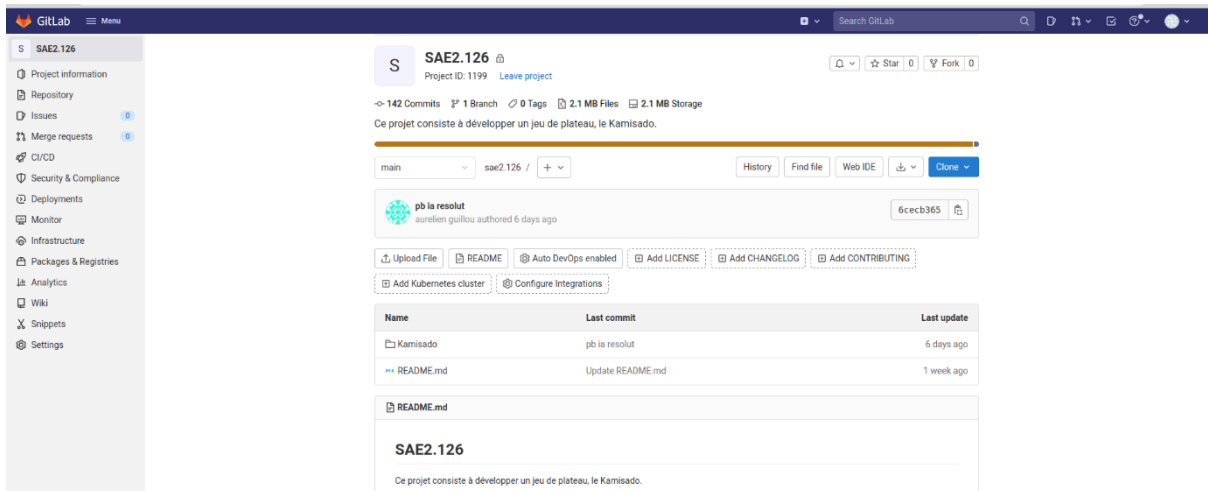 GitLab Menu Search GitLab
S SAE2.126
Project information
Repository
Issues 0
Merge requests 0
CI/CD
Security & Compliance
Deployments
Monitor
Infrastructure
Packages & Registries
Analytics
Wiki
Snippets
Settings
S
SAE2.126
Project ID: 1199 Leave project
Star 0 Fork 0
142 Commits 1 Branch 0 Tags 2.1 MB Files 2.1 MB Storage
Ce projet consiste à développer un jeu de plateau, le Kamisado.
main sae2.126 / + History Find file Web IDE Clone
pb ia resolut
aurelien guillou authored 6 days ago
6cecb365
Upload File README Auto DevOps enabled Add LICENSE Add CHANGELOG Add CONTRIBUTING
Add Kubernetes cluster Configure Integrations
Name Last commit Last update
Kamisado pb ia resolut 6 days ago
README.md Update README.md 1 week ago
README.md
SAE2.126
Ce projet consiste à développer un jeu de plateau, le Kamisado.